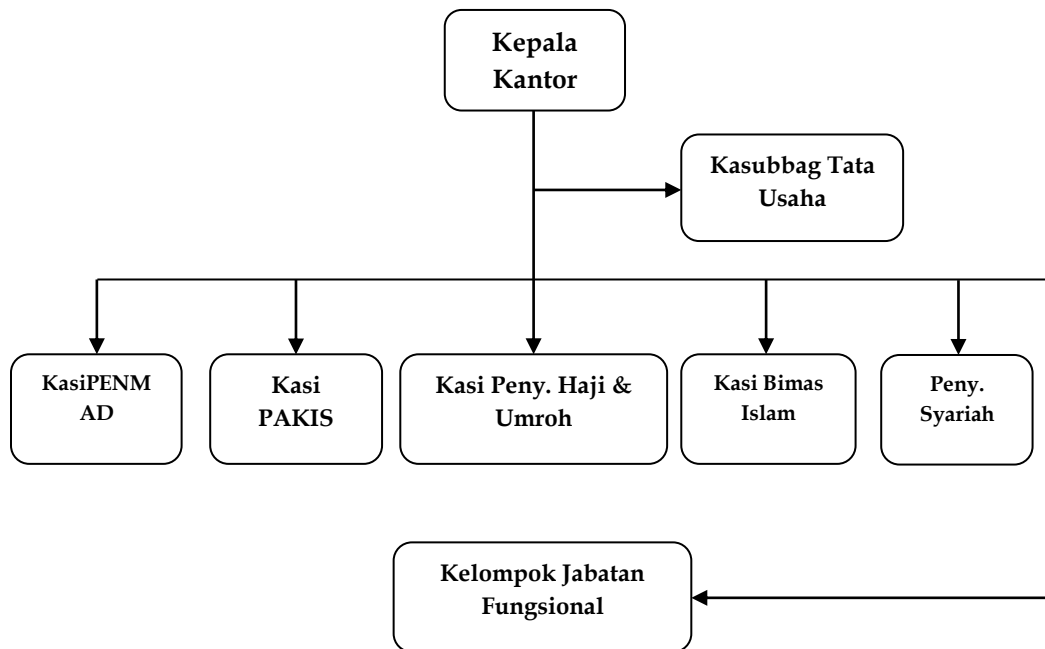 Kepala
Kantor
Kasubbag Tata
Usaha
KasiPENM
AD
Kasi
PAKIS
Kasi Peny. Haji &
Umroh
Kasi Bimas
Islam
Peny.
Syariah
Kelompok Jabatan
Fungsional